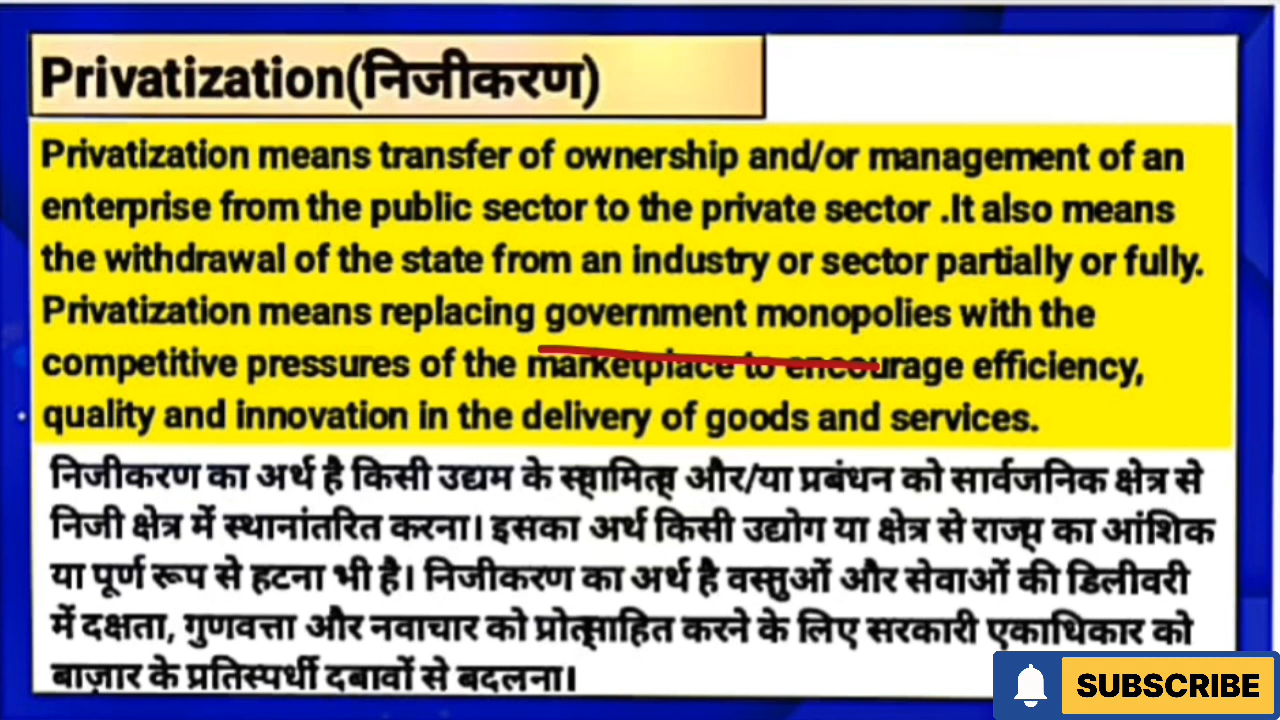 Privatization(निजीकरण)
Privatization means transfer of ownership and/or management of an
enterprise from the public sector to the private sector .It also means
the withdrawal of the state from an industry or sector partially or fully.
Privatization means replacing government monopolies with the
competitive pressures of the marketplace to encourage efficiency,
quality and innovation in the delivery of goods and services.
निजीकरण का अर्थ है किसी उद्यम के स्वामित्व और/या प्रबंधन को सार्वजनिक क्षेत्र से
निजी क्षेत्र में स्थानांतरित करना। इसका अर्थ किसी उद्योग या क्षेत्र से राज्य का आंशिक
या पूर्ण रूप से हटना भी है। निजीकरण का अर्थ है वस्तुओं और सेवाओं की डिलीवरी
में दक्षता, गुणवत्ता और नवाचार को प्रोत्साहित करने के लिए सरकारी एकाधिकार को
बाज़ार के प्रतिस्पर्धी दबावों से बदलना।
SUBSCRIBE